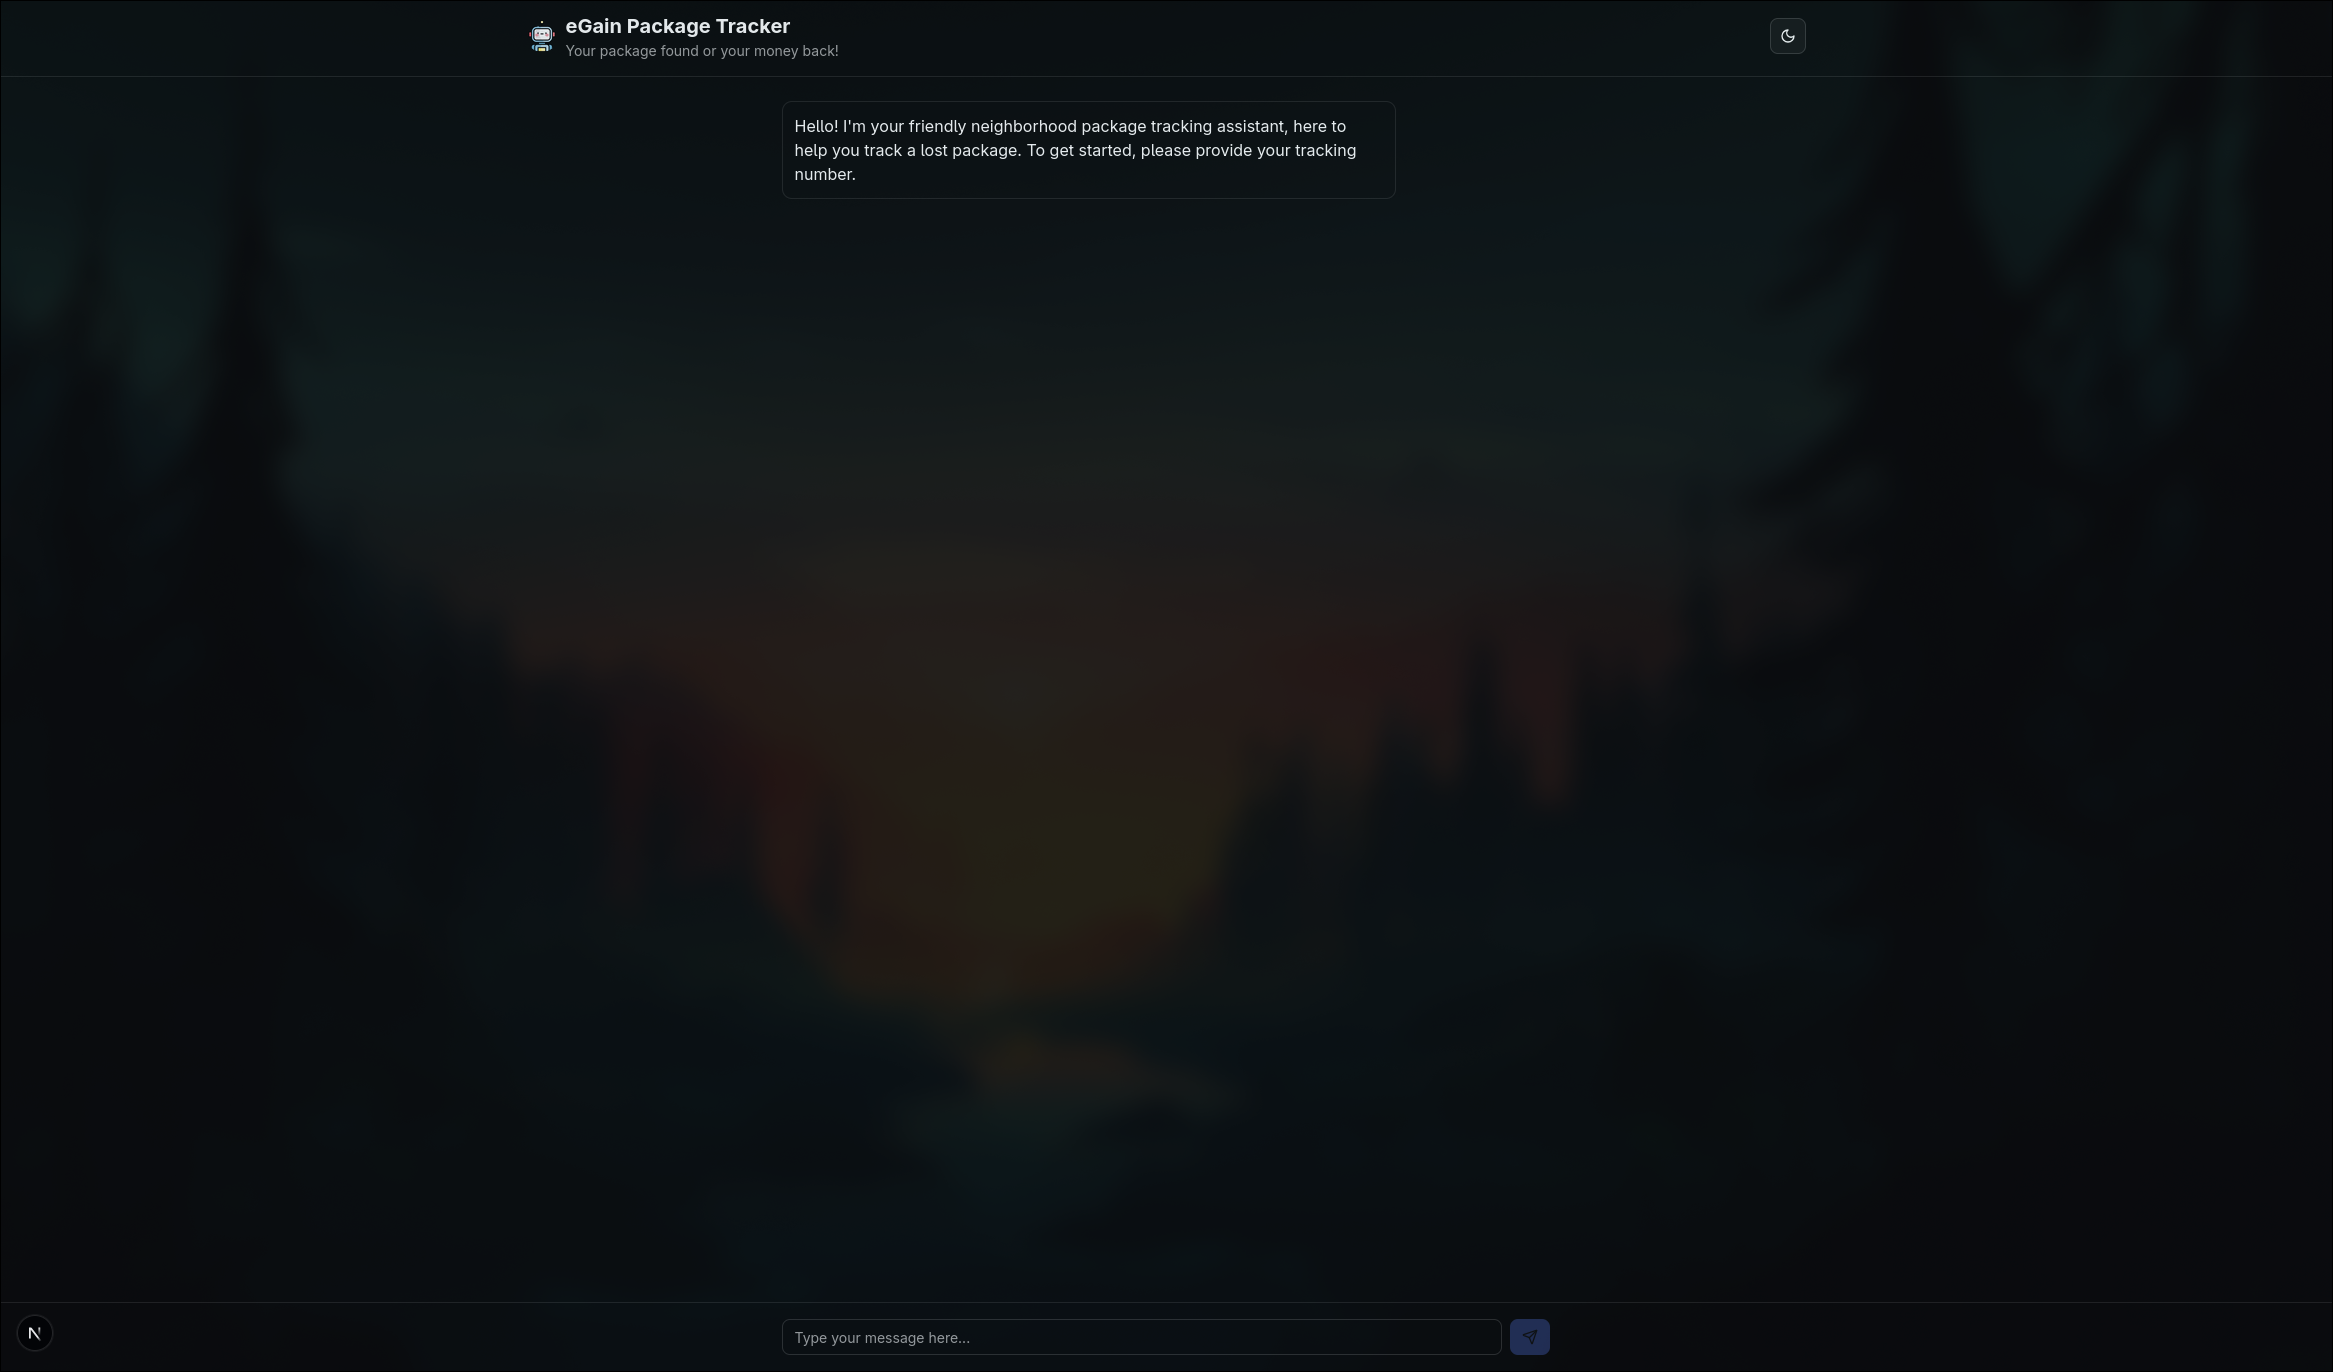 eGain Package Tracker
Your package found or your money back!
Hello! I'm your friendly neighborhood package tracking assistant, here to
help you track a lost package. To get started, please provide your tracking
number.
N
Type your message here...